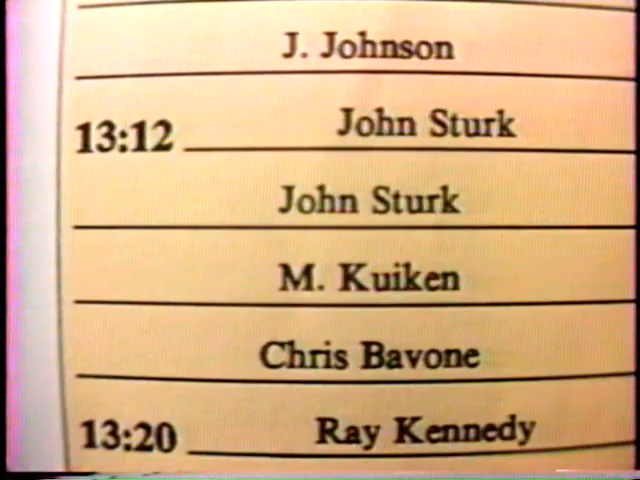 J. Johnson
13:12 John Sturk
John Sturk
M. Kuiken
Chris Bavone
13:20 Ray Kennedy